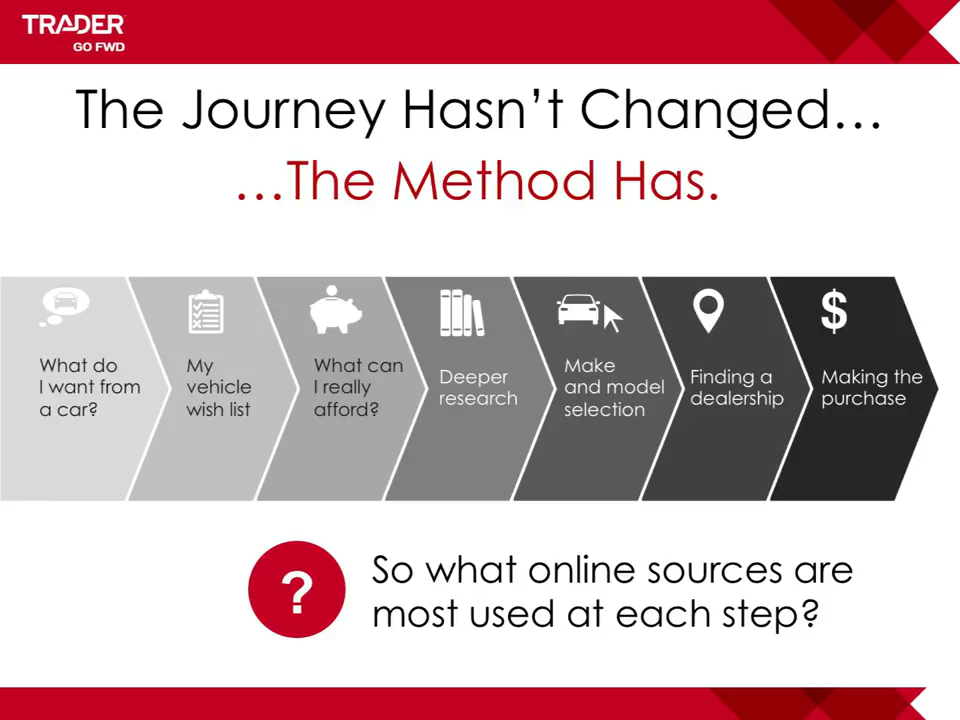 TRADER
GO FWD
The Journey Hasn’t Changed…
…The Method Has.
What do
I want from
a car?
My
vehicle
wish list
What can
I really
afford?
Deeper
research
Make
and model
selection
Finding a
dealership
$
Making the
purchase
?
So what online sources are
most used at each step?